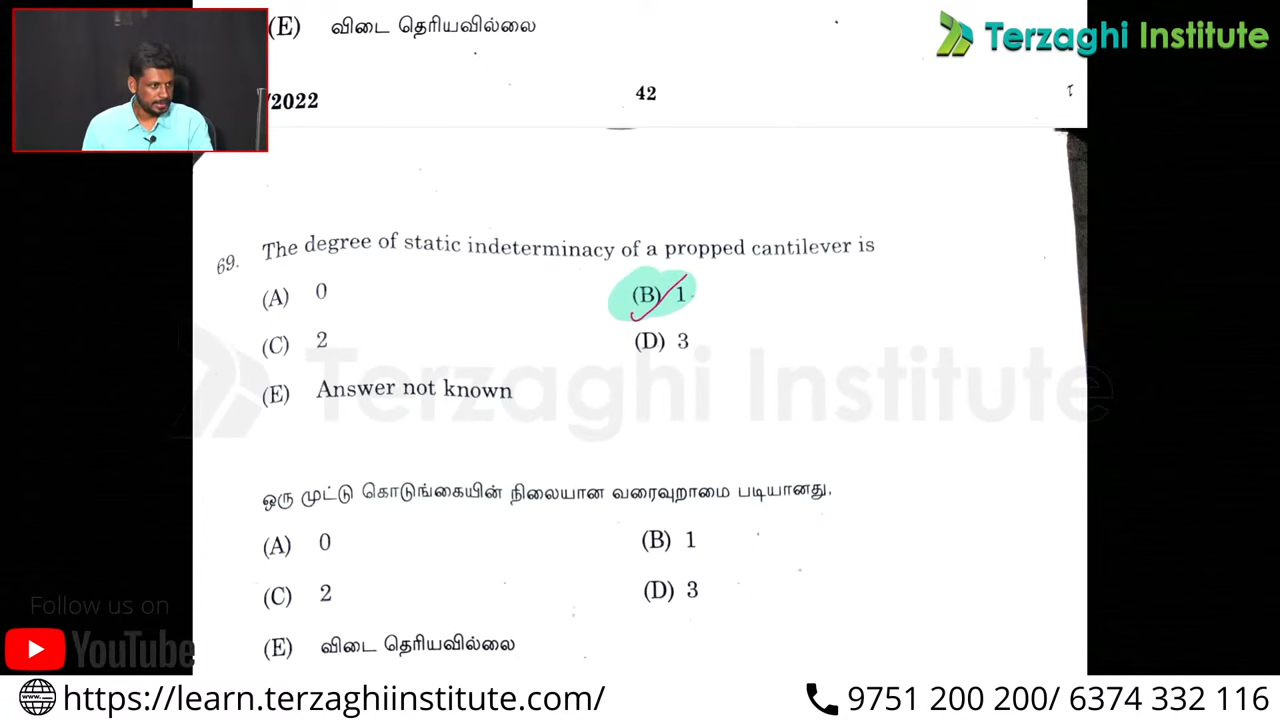 (E) விடை தெரியவில்லை
Terzaghi Institute
/2022
42
69. The degree of static indeterminacy of a propped cantilever is
(A) 0
(B) 1
(C) 2
(D) 3
(E) Answer not known
Terzaghi Institute
ஒரு முட்டு கொடுங்கையின் நிலையான வரைவுறாமை படியானது,
(A) 0
(B) 1
(C) 2
(D) 3
(E) விடை தெரியவில்லை
Follow us on
YouTube
https://learn.terzaghiinstitute.com/
9751 200 200/ 6374 332 116